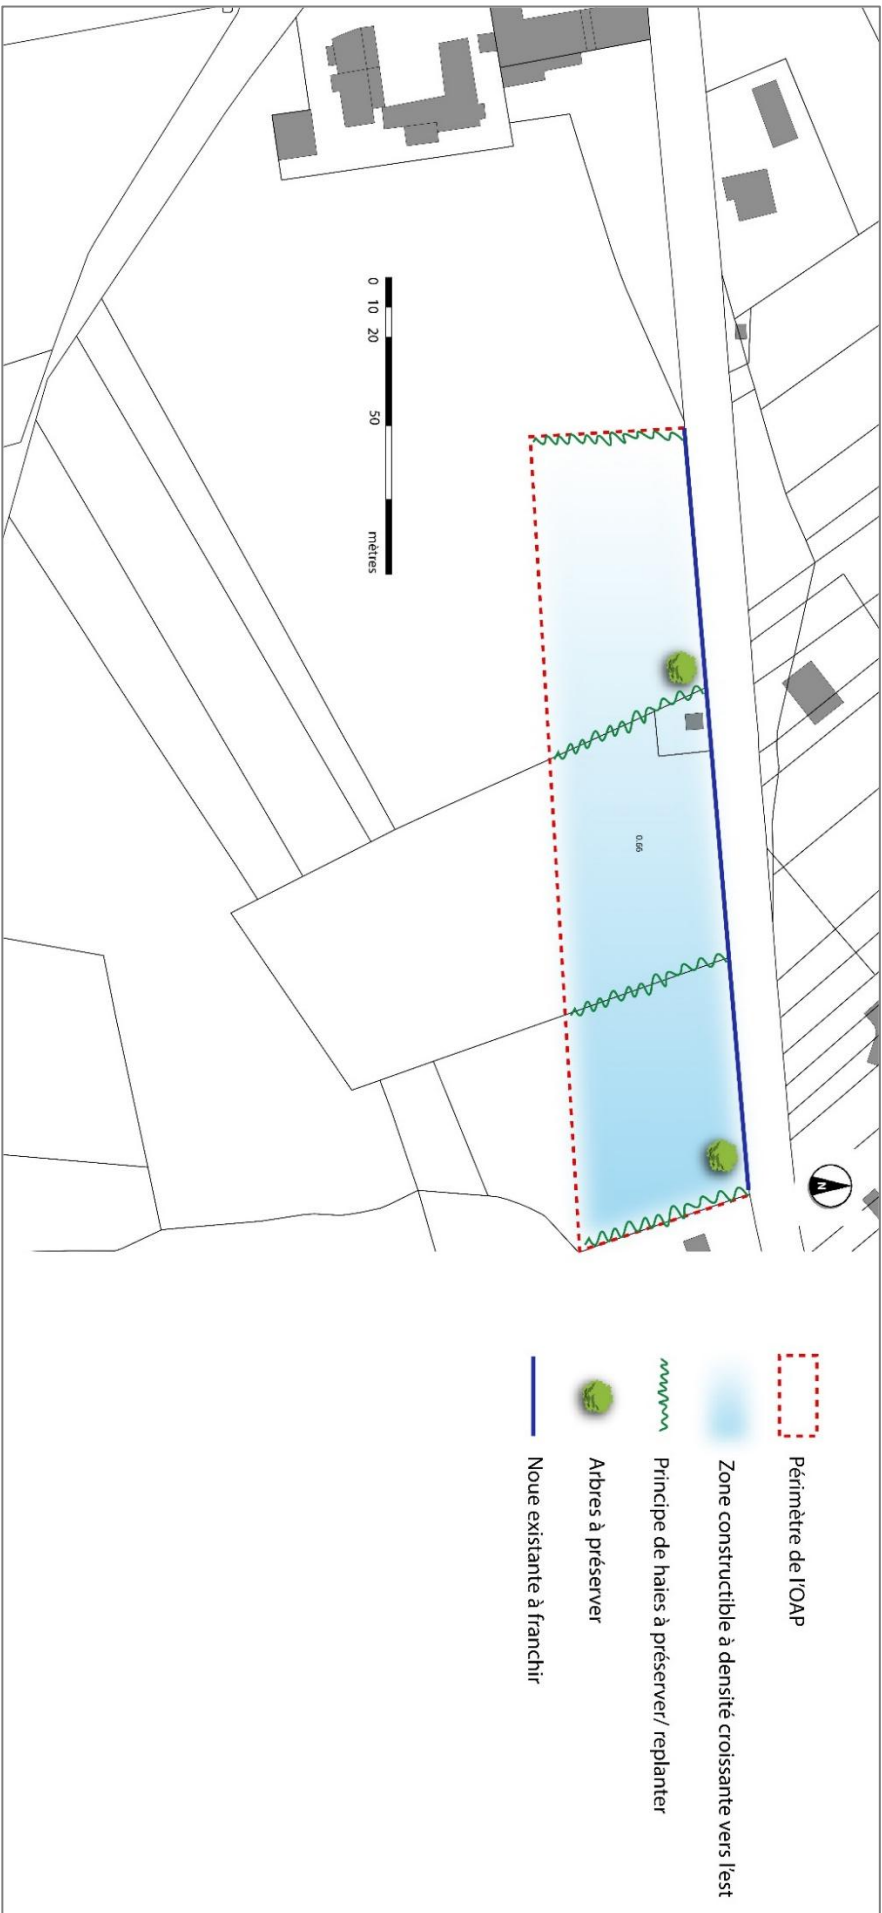 0 10 20 50 mètres
0.66
N
Périmètre de l'OAP
Zone constructible à densité croissante vers l'est
Principe de haies à préserver/ replanter
Arbres à préserver
Noue existante à franchir